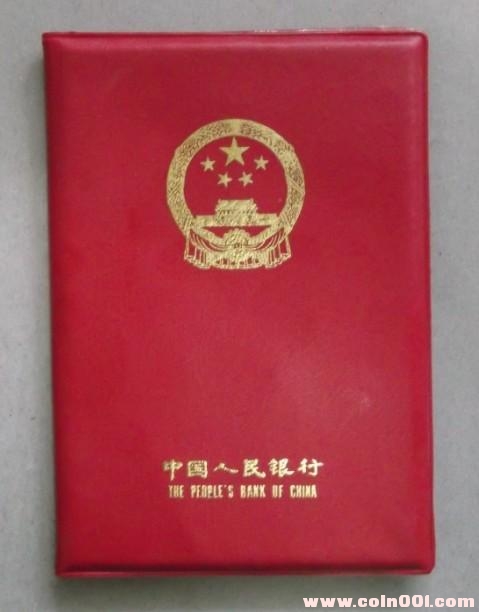 中国人民银行
THE PEOPLE'S BANK OF CHINA
www.coin001.com